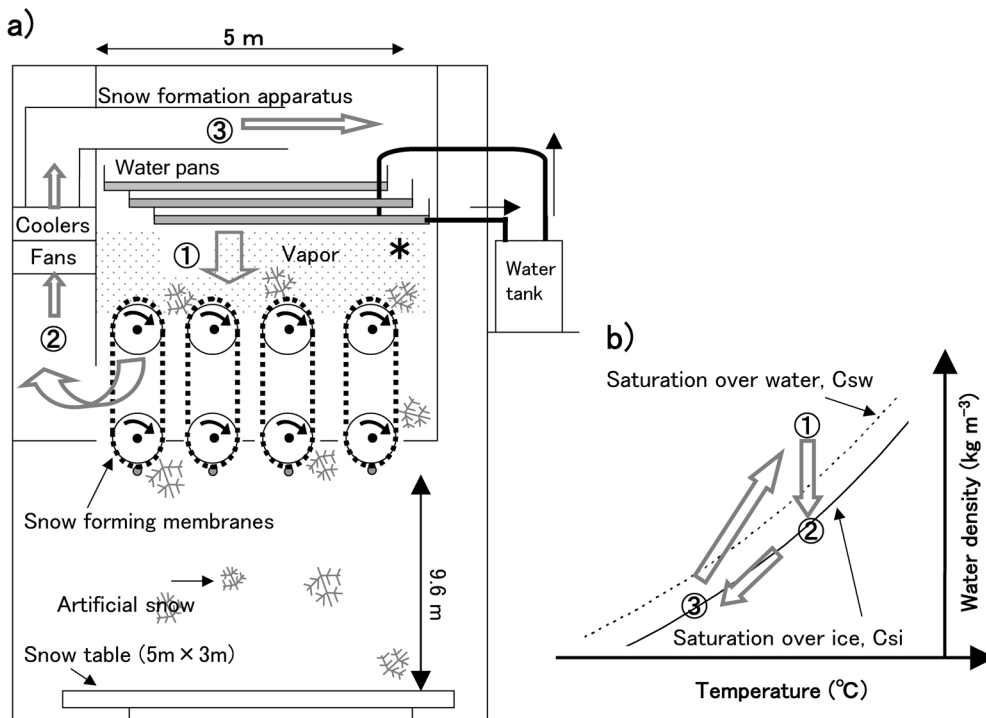 a)
5 m
Snow formation apparatus
③
Water pans
Coolers
Fans
①
Vapor
*
Water
tank
②
Snow forming membranes
9.6 m
Artificial snow
Snow table (5m×3m)
b)
Saturation over water, Csw
①
②
③
Saturation over ice, Csi
Water density (kg m⁻³)
Temperature (℃)